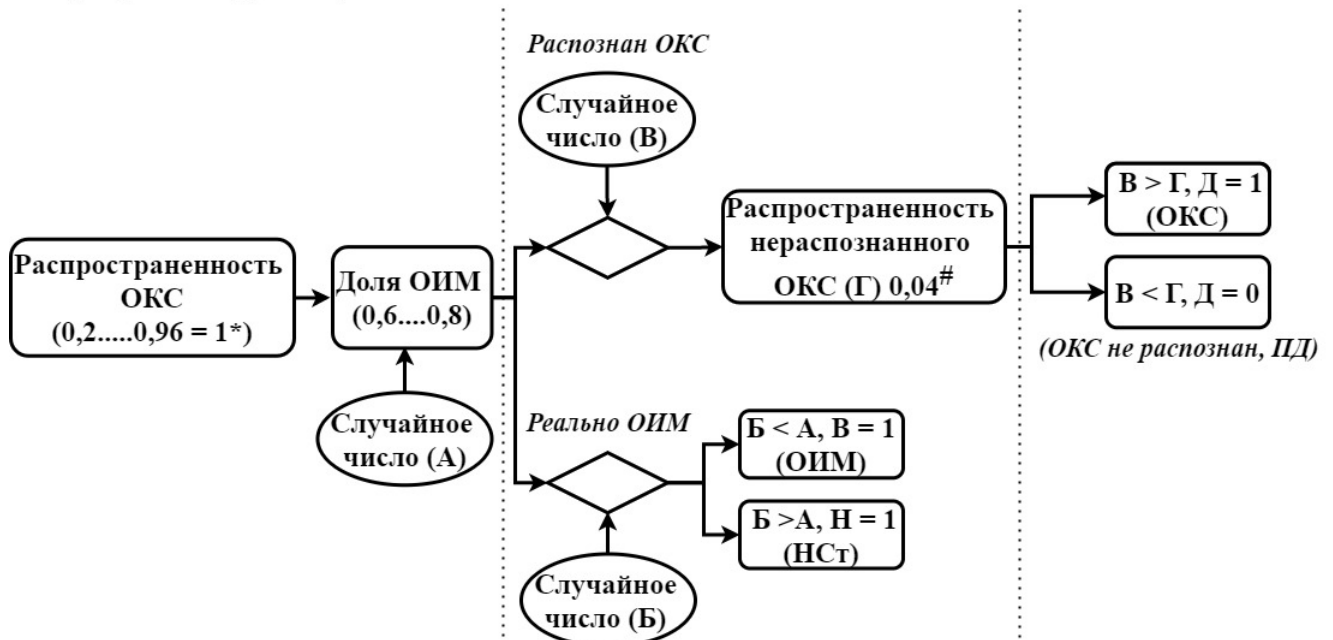 Распространенность
ОКС
(0,2.....0,96 = 1*)
Доля ОИМ
(0,6....0,8)
Случайное
число (А)
Распознан ОКС
Случайное
число (В)
Распространенность
нераспознанного
ОКС (Г) 0,04#
В > Г, Д = 1
(ОКС)
В < Г, Д = 0
(ОКС не распознан, ПД)
Реально ОИМ
Б < А, В = 1
(ОИМ)
Б >А, Н = 1
(НСт)
Случайное
число (Б)